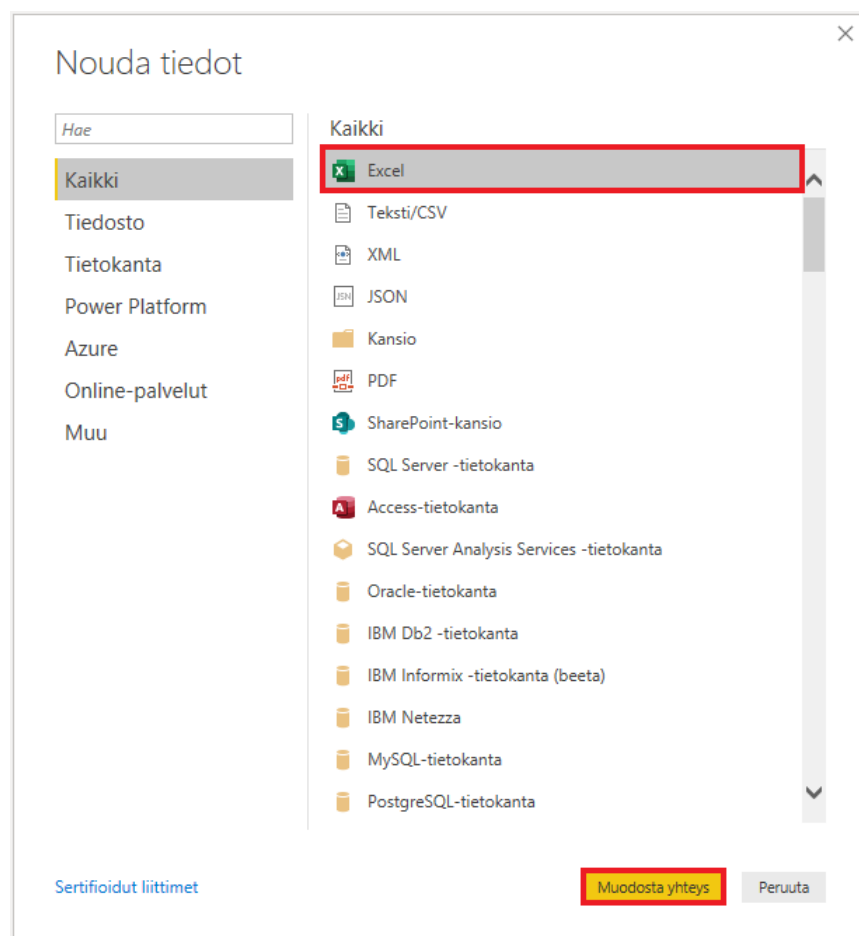 Nouda tiedot
Hae
Kaikki
Tiedosto
Tietokanta
Power Platform
Azure
Online-palvelut
Muu
Kaikki
Excel
Teksti/CSV
XML
JSON
Kansio
PDF
SharePoint-kansio
SQL Server -tietokanta
Access-tietokanta
SQL Server Analysis Services -tietokanta
Oracle-tietokanta
IBM Db2 -tietokanta
IBM Informix -tietokanta (beeta)
IBM Netezza
MySQL-tietokanta
PostgreSQL-tietokanta
Sertifioidut liittimet
Muodosta yhteys
Peruuta